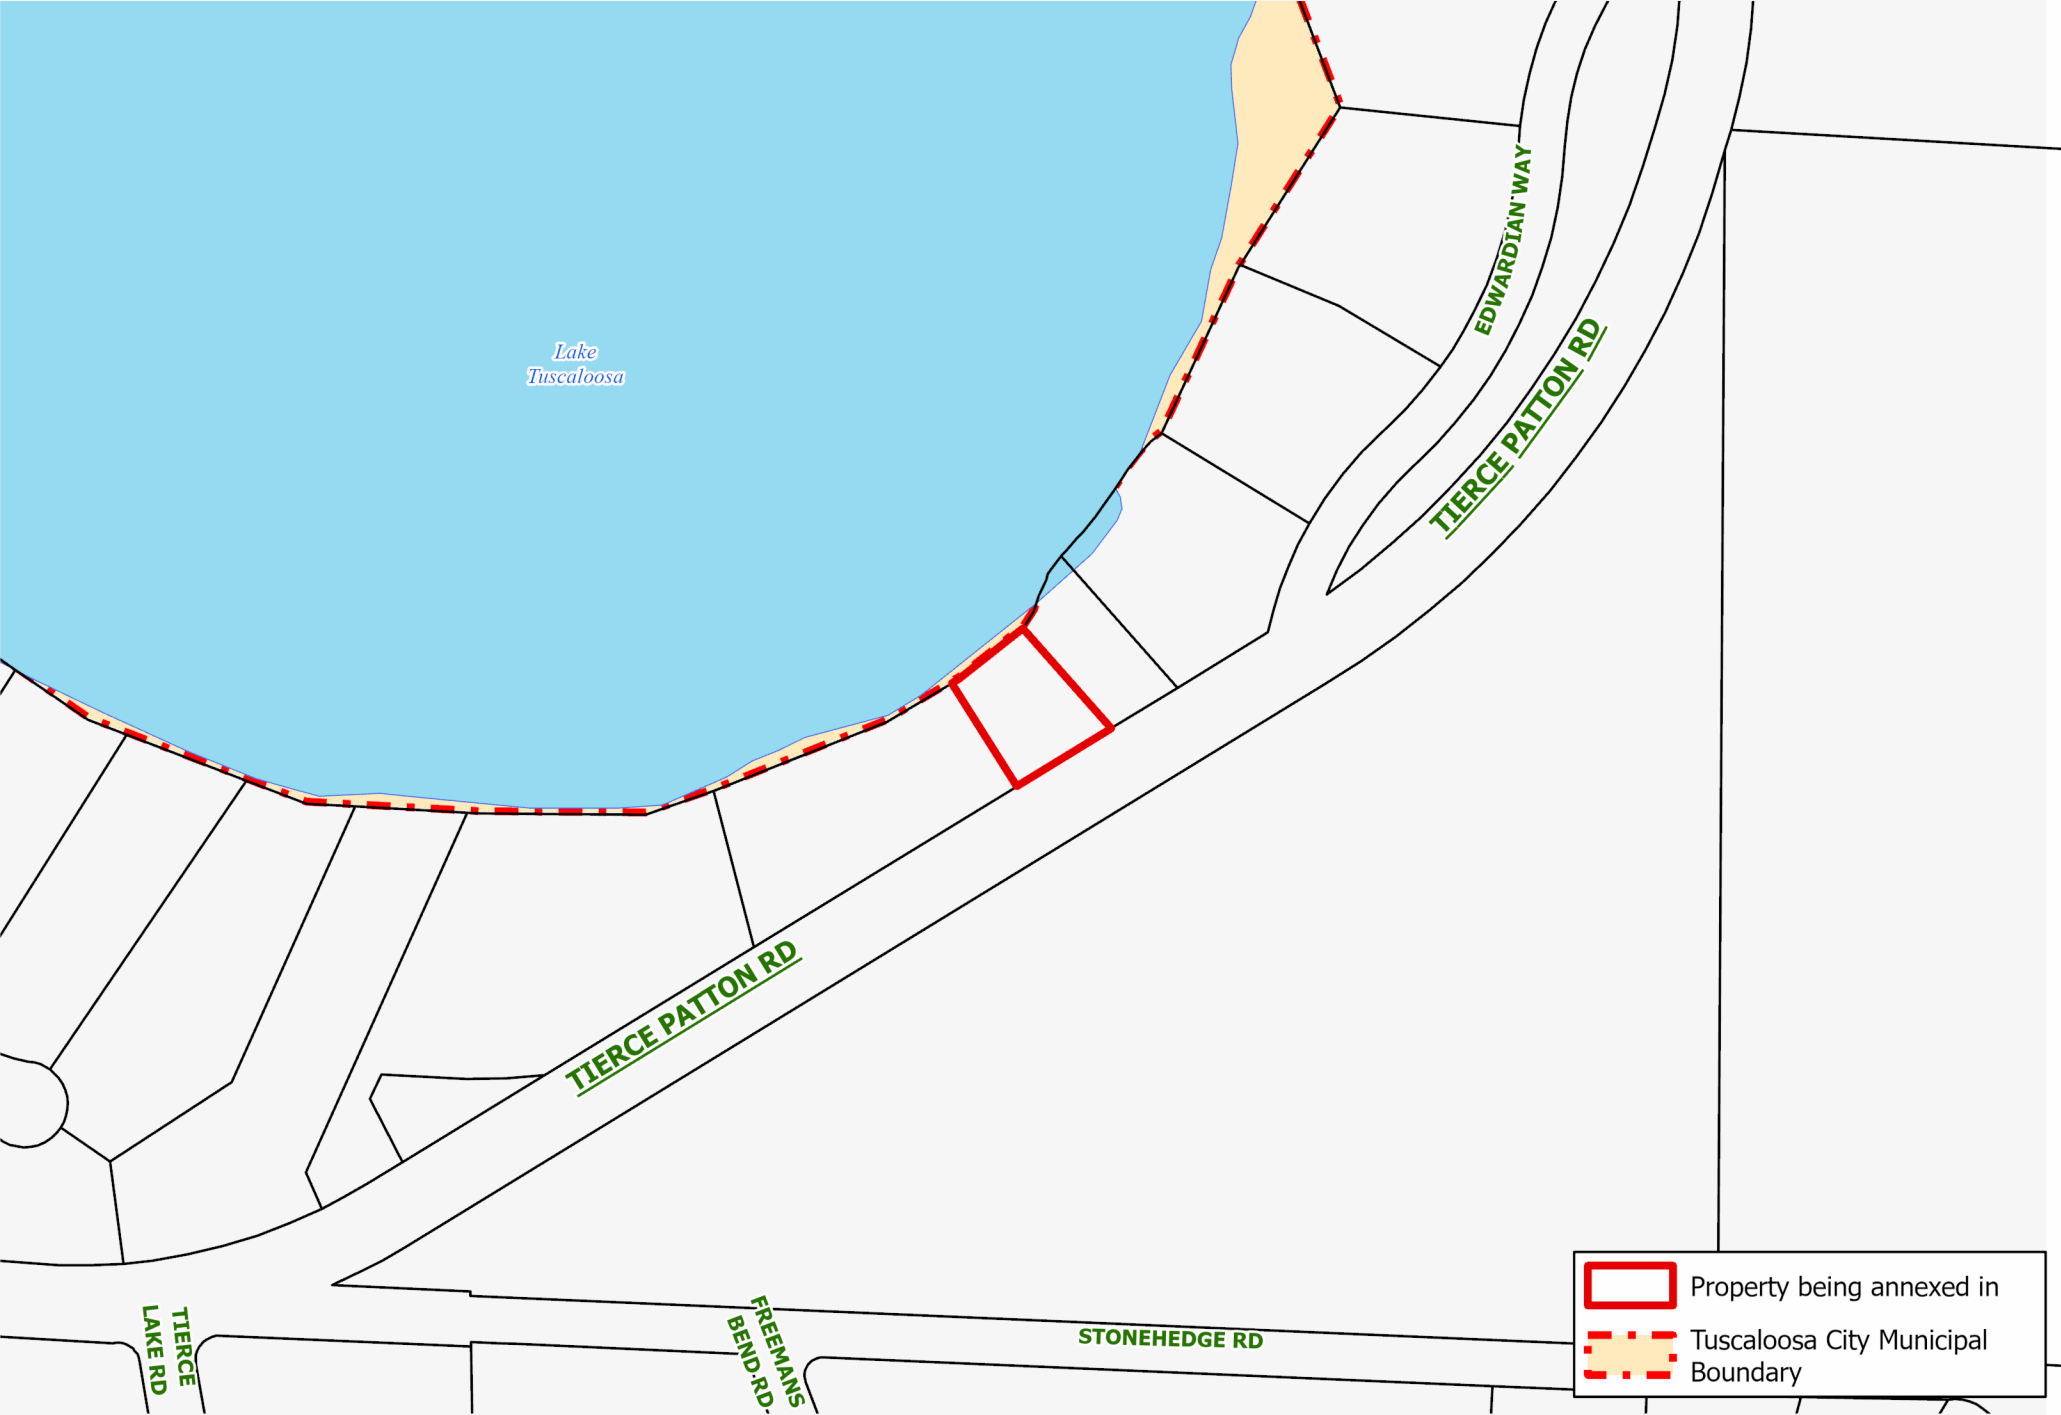 EDWARDIAN WAY
TIERCE PATTON RD
Lake
Tuscaloosa
TIERCE PATTON RD
TIERCE
LAKE RD
FREEMANS
BEND RD
STONEHEDGE RD
Property being annexed in
Tuscaloosa City Municipal
Boundary